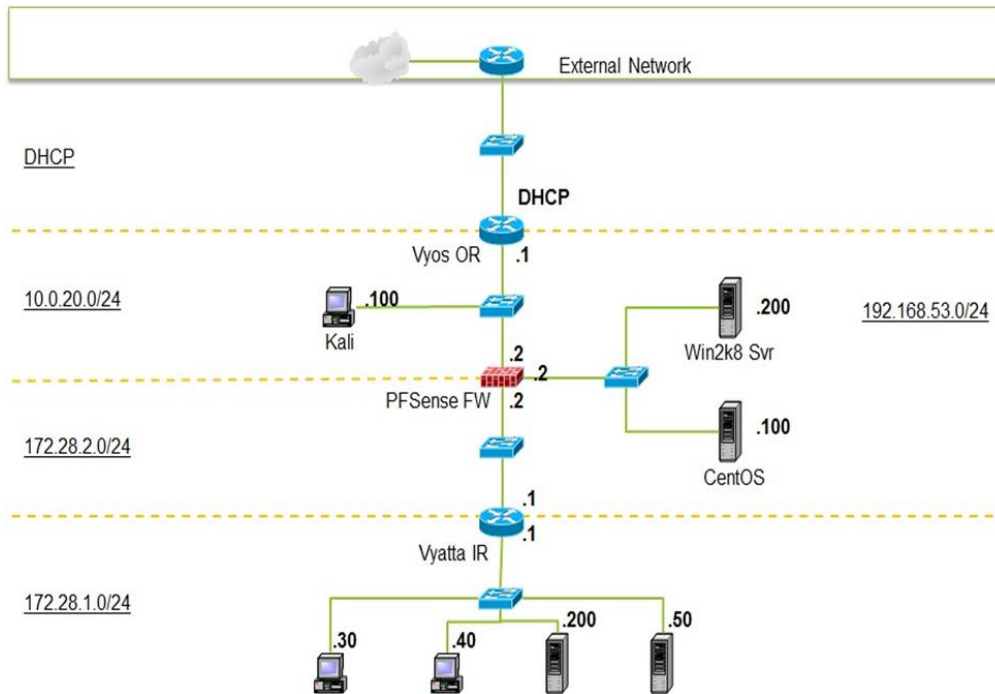 External Network
DHCP
DHCP
Vyos OR
.1
10.0.20.0/24
.100
Kali
.200
192.168.53.0/24
Win2k8 Svr
.2
.2
PFSense FW
.2
172.28.2.0/24
.100
CentOS
.1
.1
Vyatta IR
172.28.1.0/24
.30
.40
.200
.50